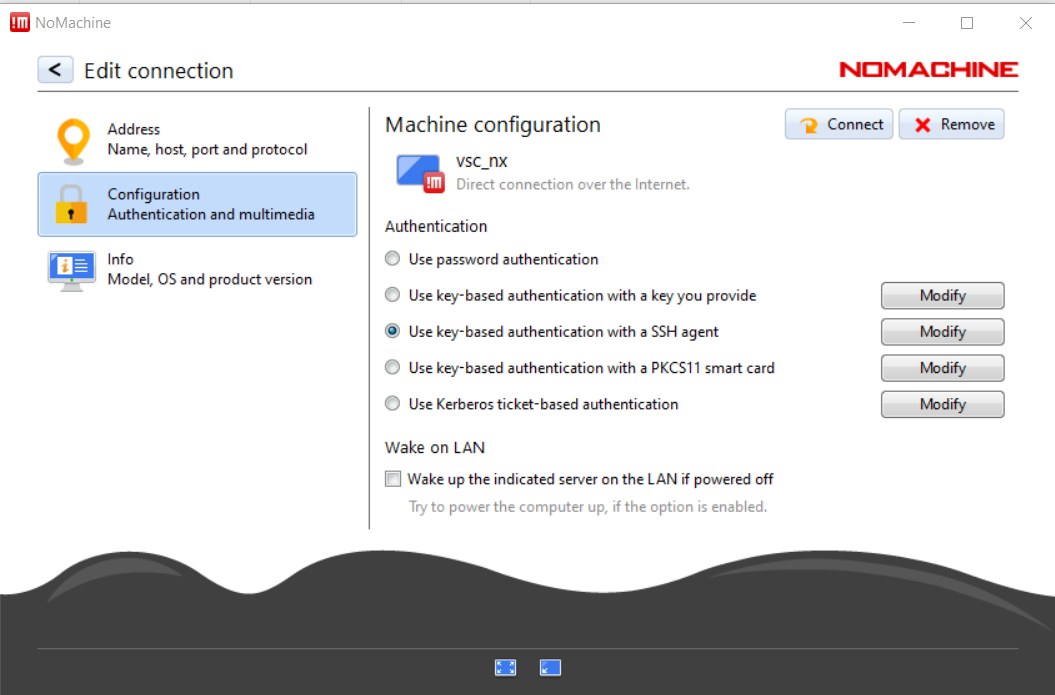 !m NoMachine
< Edit connection
NOMACHINE
Address
Name, host, port and protocol
Configuration
Authentication and multimedia
Info
Model, OS and product version
Machine configuration
Connect
Remove
!m
vsc_nx
Direct connection over the Internet.
Authentication
Use password authentication
Use key-based authentication with a key you provide
Modify
Use key-based authentication with a SSH agent
Modify
Use key-based authentication with a PKCS11 smart card
Modify
Use Kerberos ticket-based authentication
Modify
Wake on LAN
Wake up the indicated server on the LAN if powered off
Try to power the computer up, if the option is enabled.